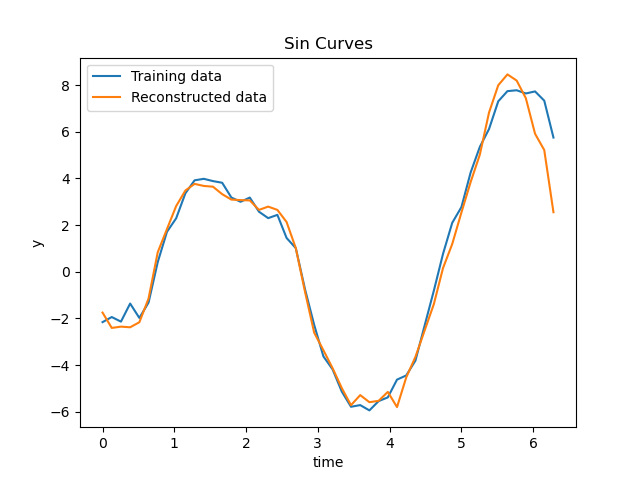 Sin Curves
Training data
Reconstructed data
8
6
4
2
0
−2
−4
−6
y
0 1 2 3 4 5 6
time